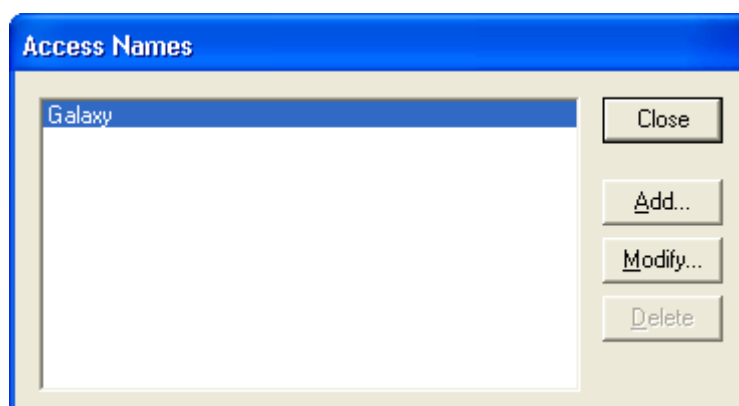 Access Names
Galaxy
Close
Add...
Modify...
Delete